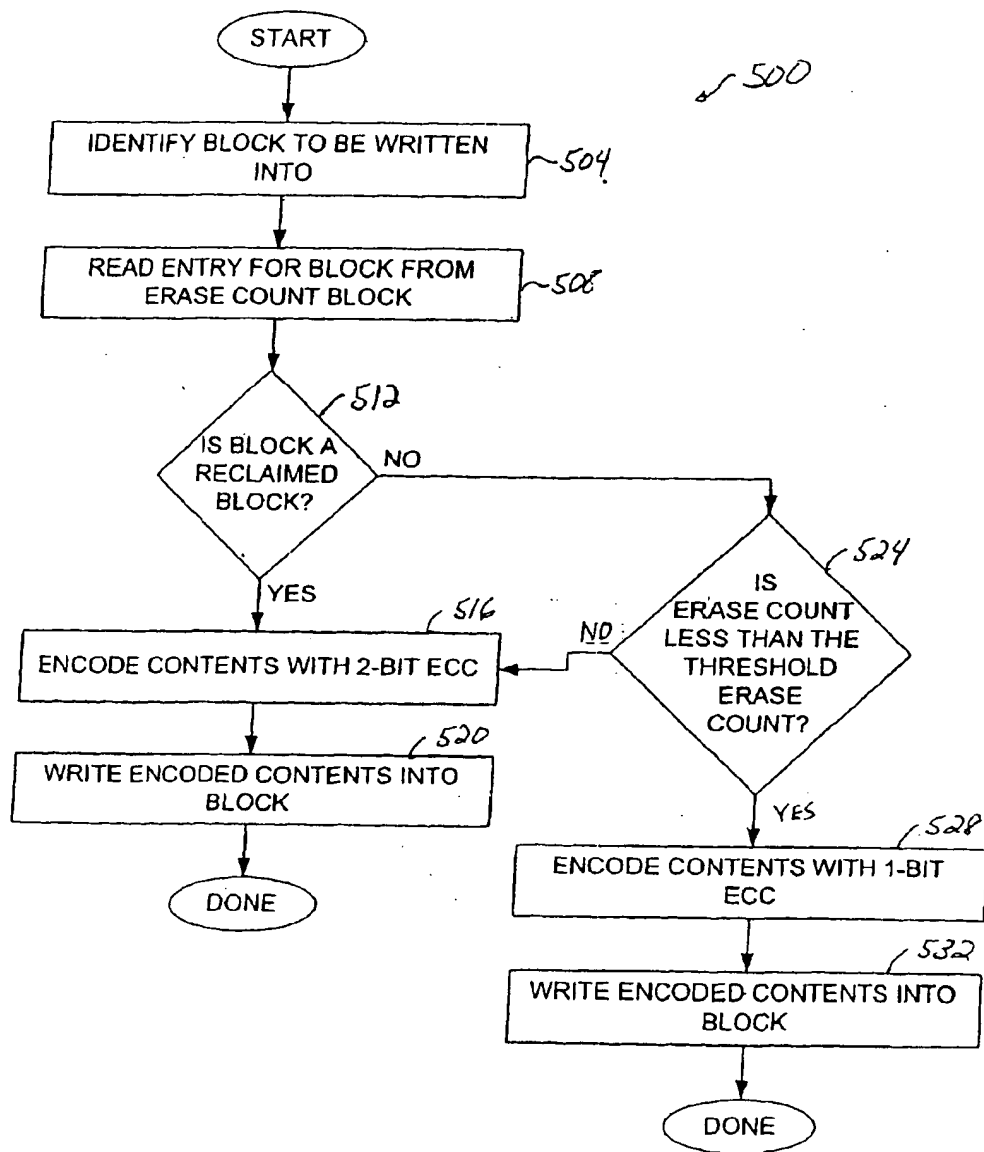 START
500
IDENTIFY BLOCK TO BE WRITTEN
INTO
504
READ ENTRY FOR BLOCK FROM
ERASE COUNT BLOCK
508
512
IS BLOCK A
RECLAIMED
BLOCK?
NO
YES
524
IS
ERASE COUNT
LESS THAN THE
THRESHOLD
ERASE
COUNT?
NO
516
ENCODE CONTENTS WITH 2-BIT ECC
520
WRITE ENCODED CONTENTS INTO
BLOCK
DONE
YES
528
ENCODE CONTENTS WITH 1-BIT
ECC
532
WRITE ENCODED CONTENTS INTO
BLOCK
DONE